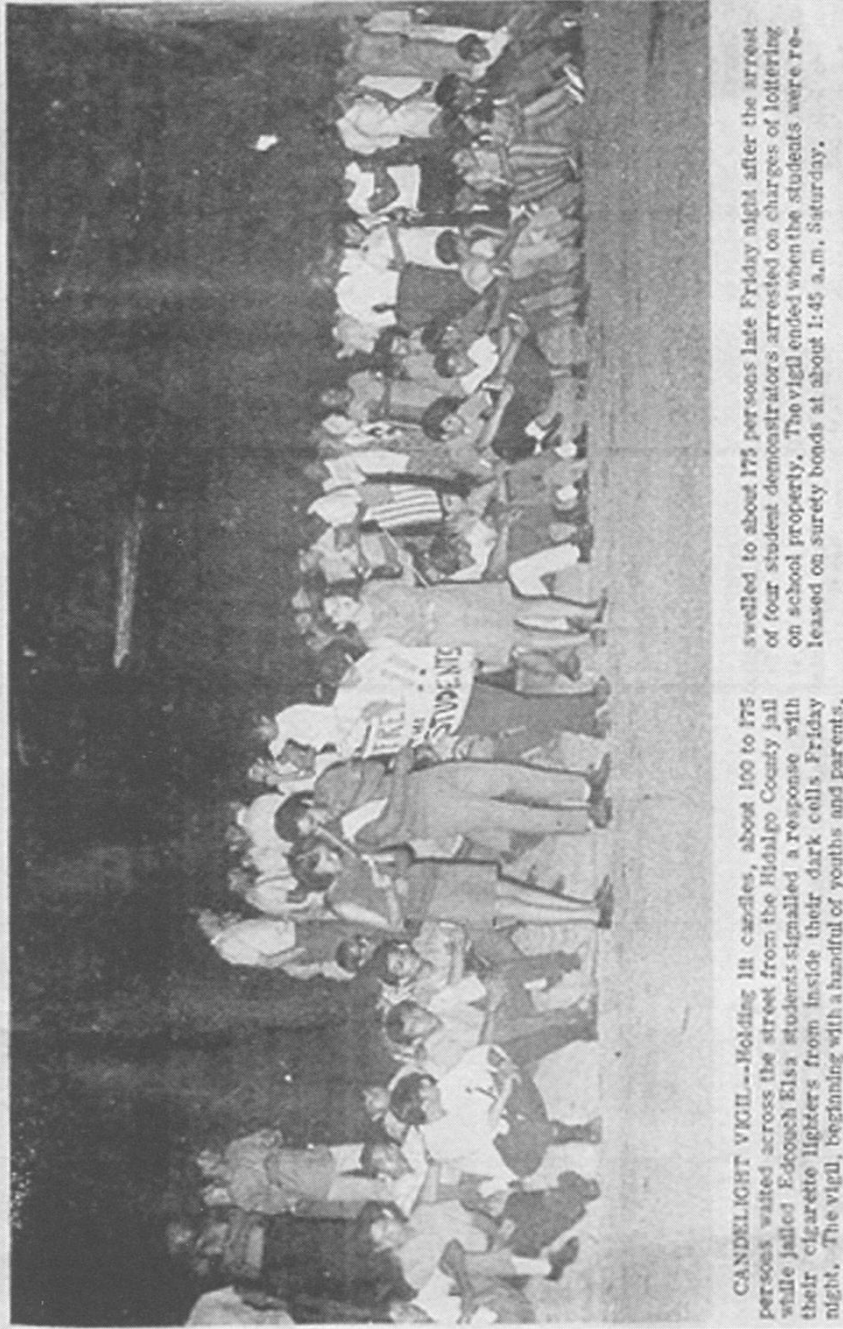 FREE
THE
STUDENTS
CANDELIGHT VIGIL--Holding lit candles, about 100 to 175
persons waited across the street from the Hidalgo County jail
while jailed Edcouch Elsa students signalled a response with
their cigarette lighters from inside their dark cells Friday
night. The vigil, beginning with a handful of youths and parents,
swelled to about 175 persons late Friday night after the arrest
of four student demonstrators arrested on charges of loitering
on school property. The vigil ended when the students were re-
leased on surety bonds at about 1:45 a.m. Saturday.